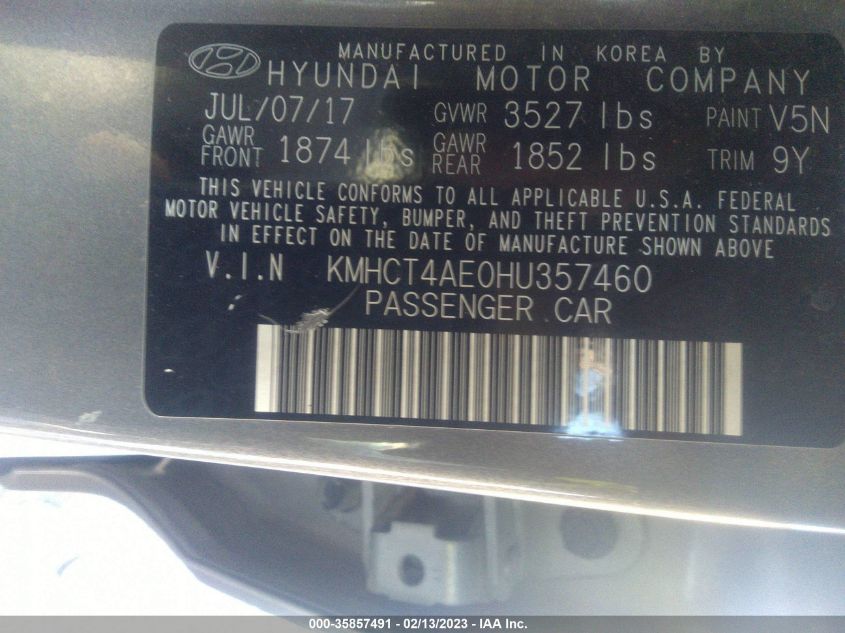 MANUFACTURED IN KOREA BY
HYUNDAI MOTOR COMPANY
JUL/07/17 GVWR 3527 lbs PAINT V5N
GAWR FRONT 1874 lbs GAWR REAR 1852 lbs TRIM 9Y
THIS VEHICLE CONFORMS TO ALL APPLICABLE U.S.A. FEDERAL
MOTOR VEHICLE SAFETY, BUMPER, AND THEFT PREVENTION STANDARDS
IN EFFECT ON THE DATE OF MANUFACTURE SHOWN ABOVE
V.I.N KMHCT4AE0HU357460
PASSENGER CAR
000-35857491 - 02/13/2023 - IAA Inc.